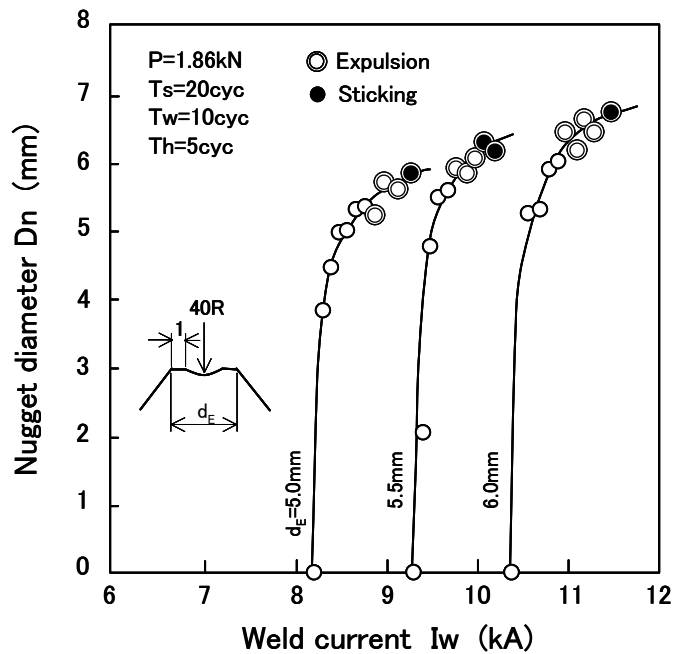 8
7
6
5
4
3
2
1
0
Nugget diameter Dn (mm)
P=1.86kN
Ts=20cyc
Tw=10cyc
Th=5cyc
Expulsion
Sticking
40R
1
dE
dE=5.0mm
5.5mm
6.0mm
6 7 8 9 10 11 12
Weld current Iw (kA)